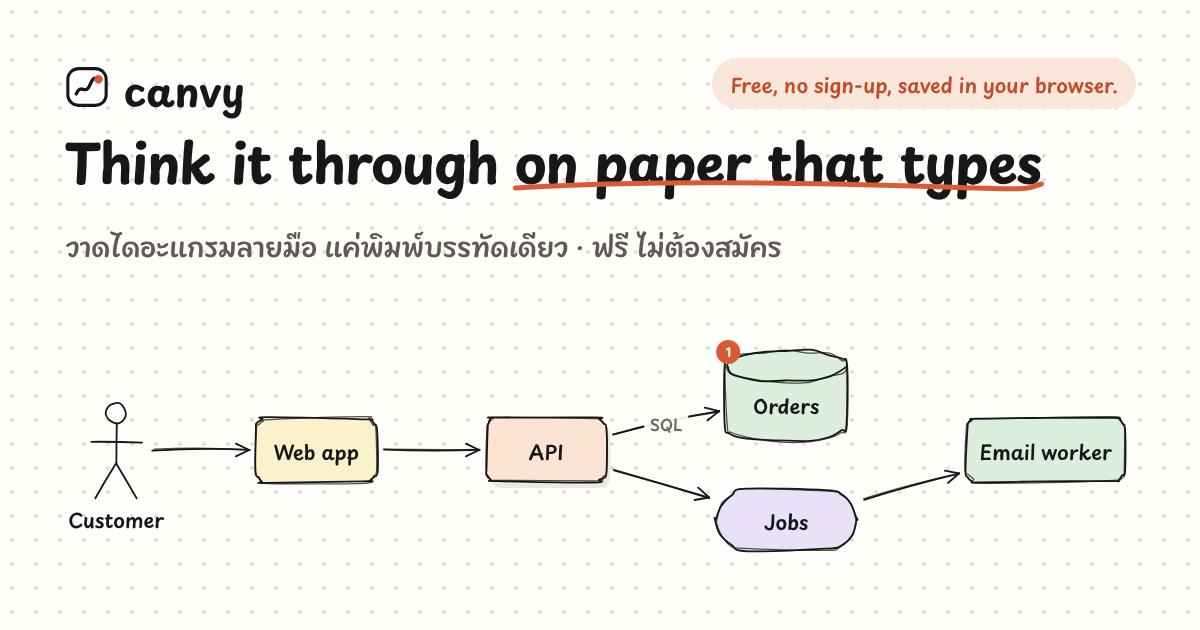 canvy
Free, no sign-up, saved in your browser.
Think it through on paper that types
วาดไดอะแกรมลายมือ แค่พิมพ์บรรทัดเดียว · ฟรี ไม่ต้องสมัคร
1
Orders
SQL
Web app
API
Email worker
Customer
Jobs